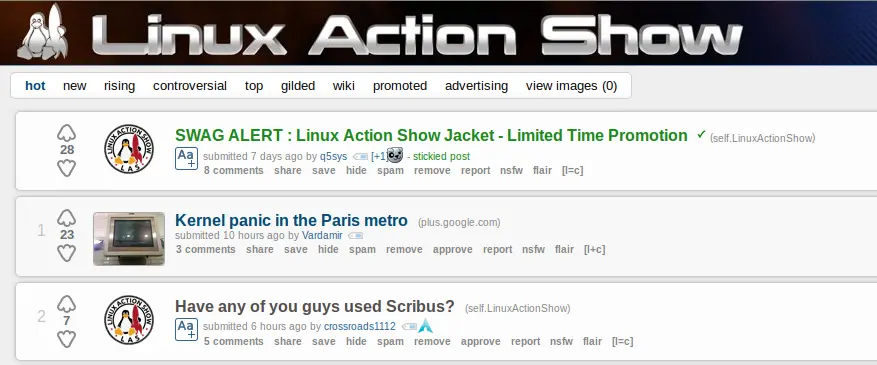 Linux Action Show
hot new rising controversial top gilded wiki promoted advertising view images (0)
SWAG ALERT : Linux Action Show Jacket - Limited Time Promotion ✓ (self.LinuxActionShow)
28
LINUX ACTION SHOW
LAS
Aa+ submitted 7 days ago by q5sys [+1] - stickied post
8 comments share save hide spam remove report nsfw flair [l=c]
Kernel panic in the Paris metro (plus.google.com)
1 23 submitted 10 hours ago by Vardamir
3 comments share save hide spam remove approve report nsfw flair [l+c]
Have any of you guys used Scribus? (self.LinuxActionShow)
2 7
LINUX ACTION SHOW
LAS
Aa+ submitted 6 hours ago by crossroads1112
5 comments share save hide spam remove approve report nsfw flair [l=c]